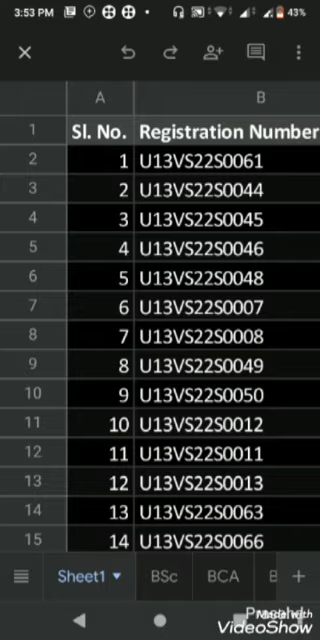 3:53 PM 43%
A B
1 Sl. No. Registration Number
2 1 U13VS22S0061
3 2 U13VS22S0044
4 3 U13VS22S0045
5 4 U13VS22S0046
6 5 U13VS22S0048
7 6 U13VS22S0007
8 7 U13VS22S0008
9 8 U13VS22S0049
10 9 U13VS22S0050
11 10 U13VS22S0012
12 11 U13VS22S0011
13 12 U13VS22S0013
14 13 U13VS22S0063
15 14 U13VS22S0066
Sheet1 BSc BCA B
Made with
VideoShow